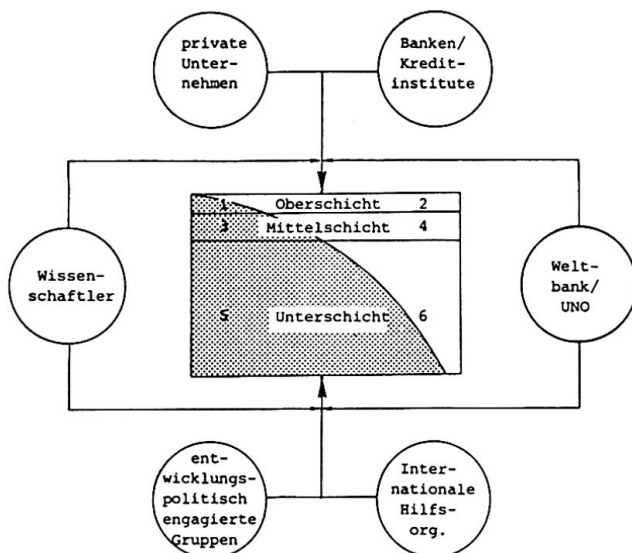 private
Unter-
nehmen
Banken/
Kredit-
institute
1 Oberschicht 2
3 Mittelschicht 4
Wissen-
schaftler
Welt-
bank/
UNO
5 Unterschicht 6
ent-
wicklungs-
politisch
engagierte
Gruppen
Inter-
nationale
Hilfs-
org.